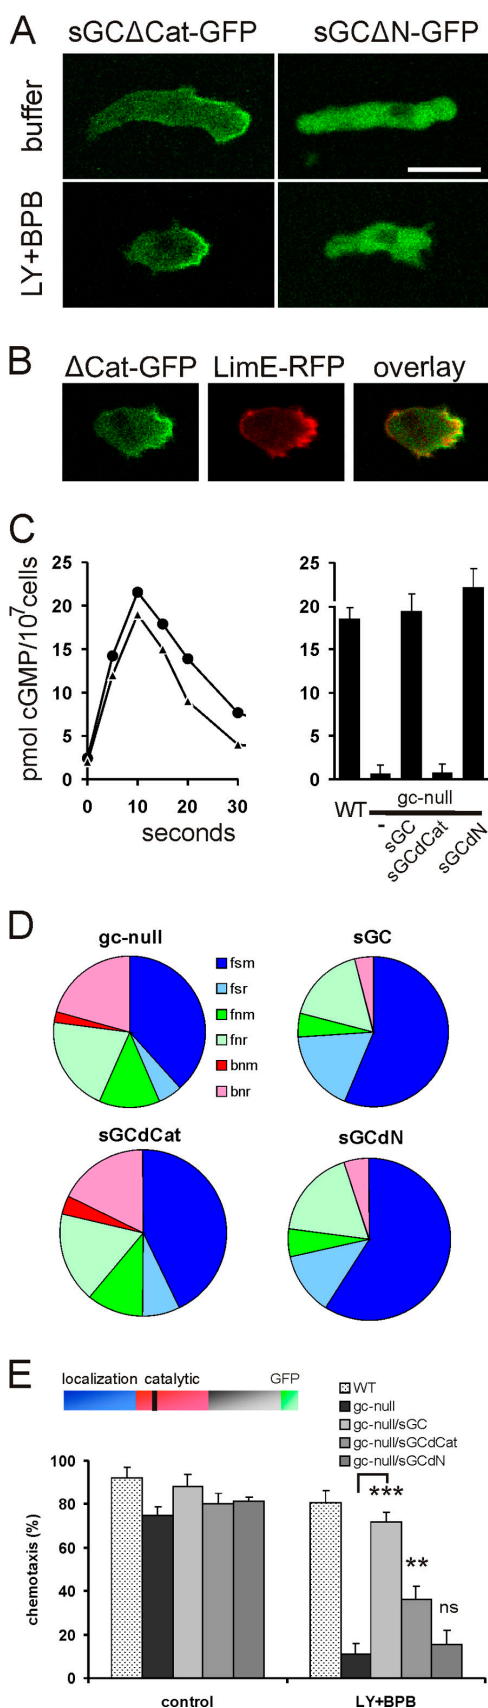 A
sGCΔCat-GFP sGCΔN-GFP
buffer
LY+BPB
B
ΔCat-GFP LimE-RFP overlay
C
pmol cGMP/10⁷cells
25
20
15
10
5
0
0 10 20 30
seconds
25
20
15
10
5
0
WT
gc-null
-
sGC
sGCdCat
sGCdN
D
gc-null
sGC
fsm
fsr
fnm
fnr
bnm
bnr
sGCdCat
sGCdN
E
localization catalytic GFP
WT
gc-null
gc-null/sGC
gc-null/sGCdCat
gc-null/sGCdN
chemotaxis (%)
100
80
60
40
20
0
***
**
ns
control LY+BPB